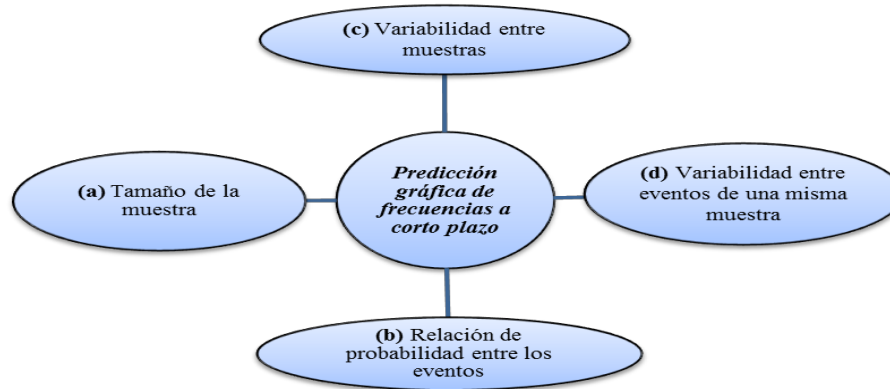 (c) Variabilidad entre
muestras
(a) Tamaño de la
muestra
Predicción
gráfica de
frecuencias a
corto plazo
(d) Variabilidad entre
eventos de una misma
muestra
(b) Relación de
probabilidad entre los
eventos